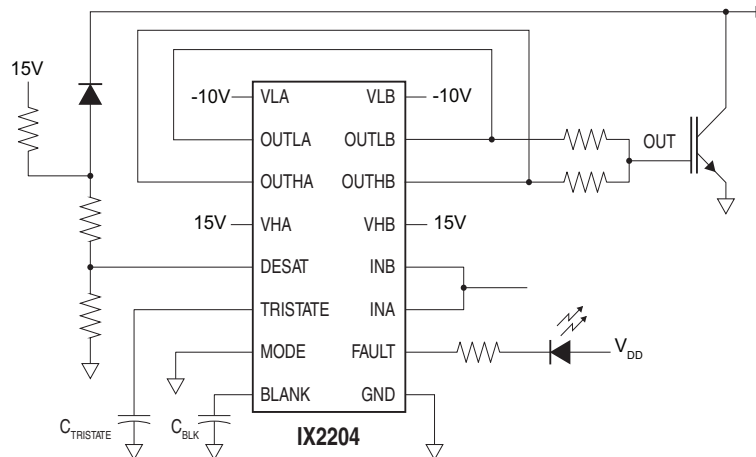 15V
-10V
VLA
VLB
-10V
OUTLA
OUTLB
OUT
OUTHA
OUTHB
15V
VHA
VHB
15V
DESAT
INB
TRISTATE
INA
MODE
FAULT
VDD
BLANK
GND
CTRISTATE
CBLK
IX2204